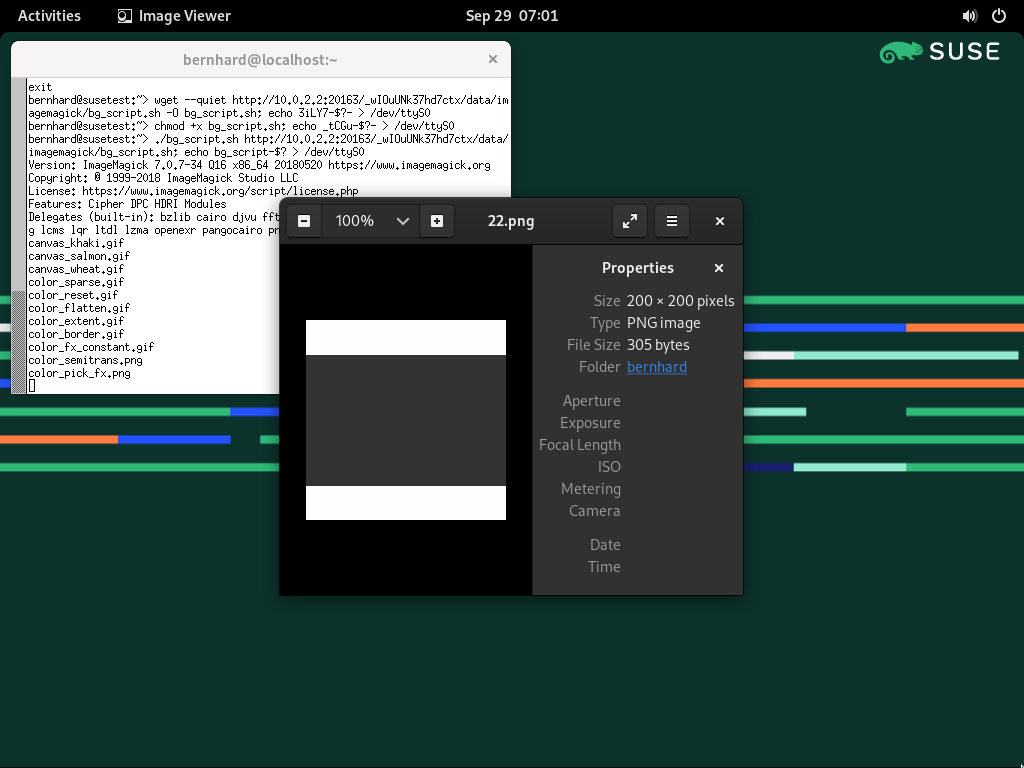 Activities
Image Viewer
Sep 29 07:01
SUSE
bernhard@localhost:~
exit
bernhard@susetest:~> wget --quiet http://10.0.2.2:20163/_wIOuUNk37hd7ctx/data/im
agemagick/bg_script.sh -O bg_script.sh; echo 3iLY7-$?- > /dev/ttyS0
bernhard@susetest:~> chmod +x bg_script.sh; echo _tCGu-$?- > /dev/ttyS0
bernhard@susetest:~> ./bg_script.sh http://10.0.2.2:20163/_wIOuUNk37hd7ctx/data/
imagemagick/bg_script.sh; echo bg_script-$? > /dev/ttyS0
Version: ImageMagick 7.0.7-34 Q16 x86_64 20180520 https://www.imagemagick.org
Copyright: © 1999-2018 ImageMagick Studio LLC
License: https://www.imagemagick.org/script/license.php
Features: Cipher DPC HDRI Modules
Delegates (built-in): bzlib cairo djvu fft
g lcms lqr ltdl lzma openexr pangocairo pn
canvas_khaki.gif
canvas_salmon.gif
canvas_wheat.gif
color_sparse.gif
color_reset.gif
color_flatten.gif
color_extent.gif
color_border.gif
color_fx_constant.gif
color_semitrans.png
color_pick_fx.png
100%
22.png
Properties
Size 200 × 200 pixels
Type PNG image
File Size 305 bytes
Folder bernhard
Aperture
Exposure
Focal Length
ISO
Metering
Camera
Date
Time